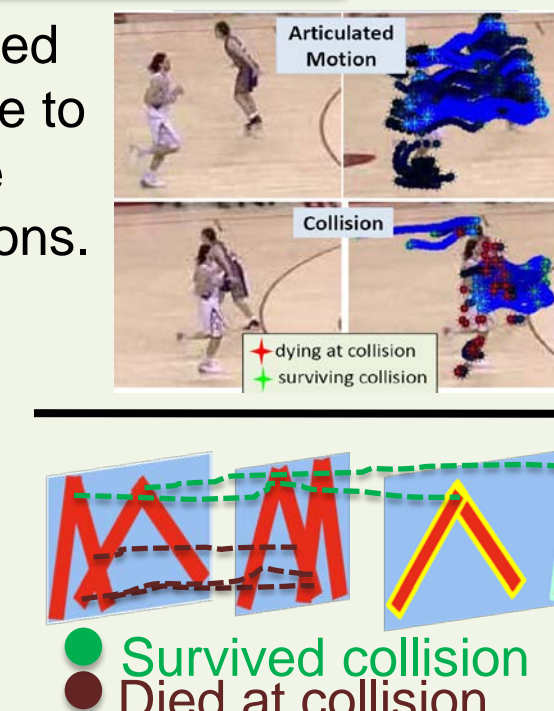 ed
e to
e
ons.
Articulated
Motion
Collision
dying at collision
surviving collision
Survived collision
Died at collision